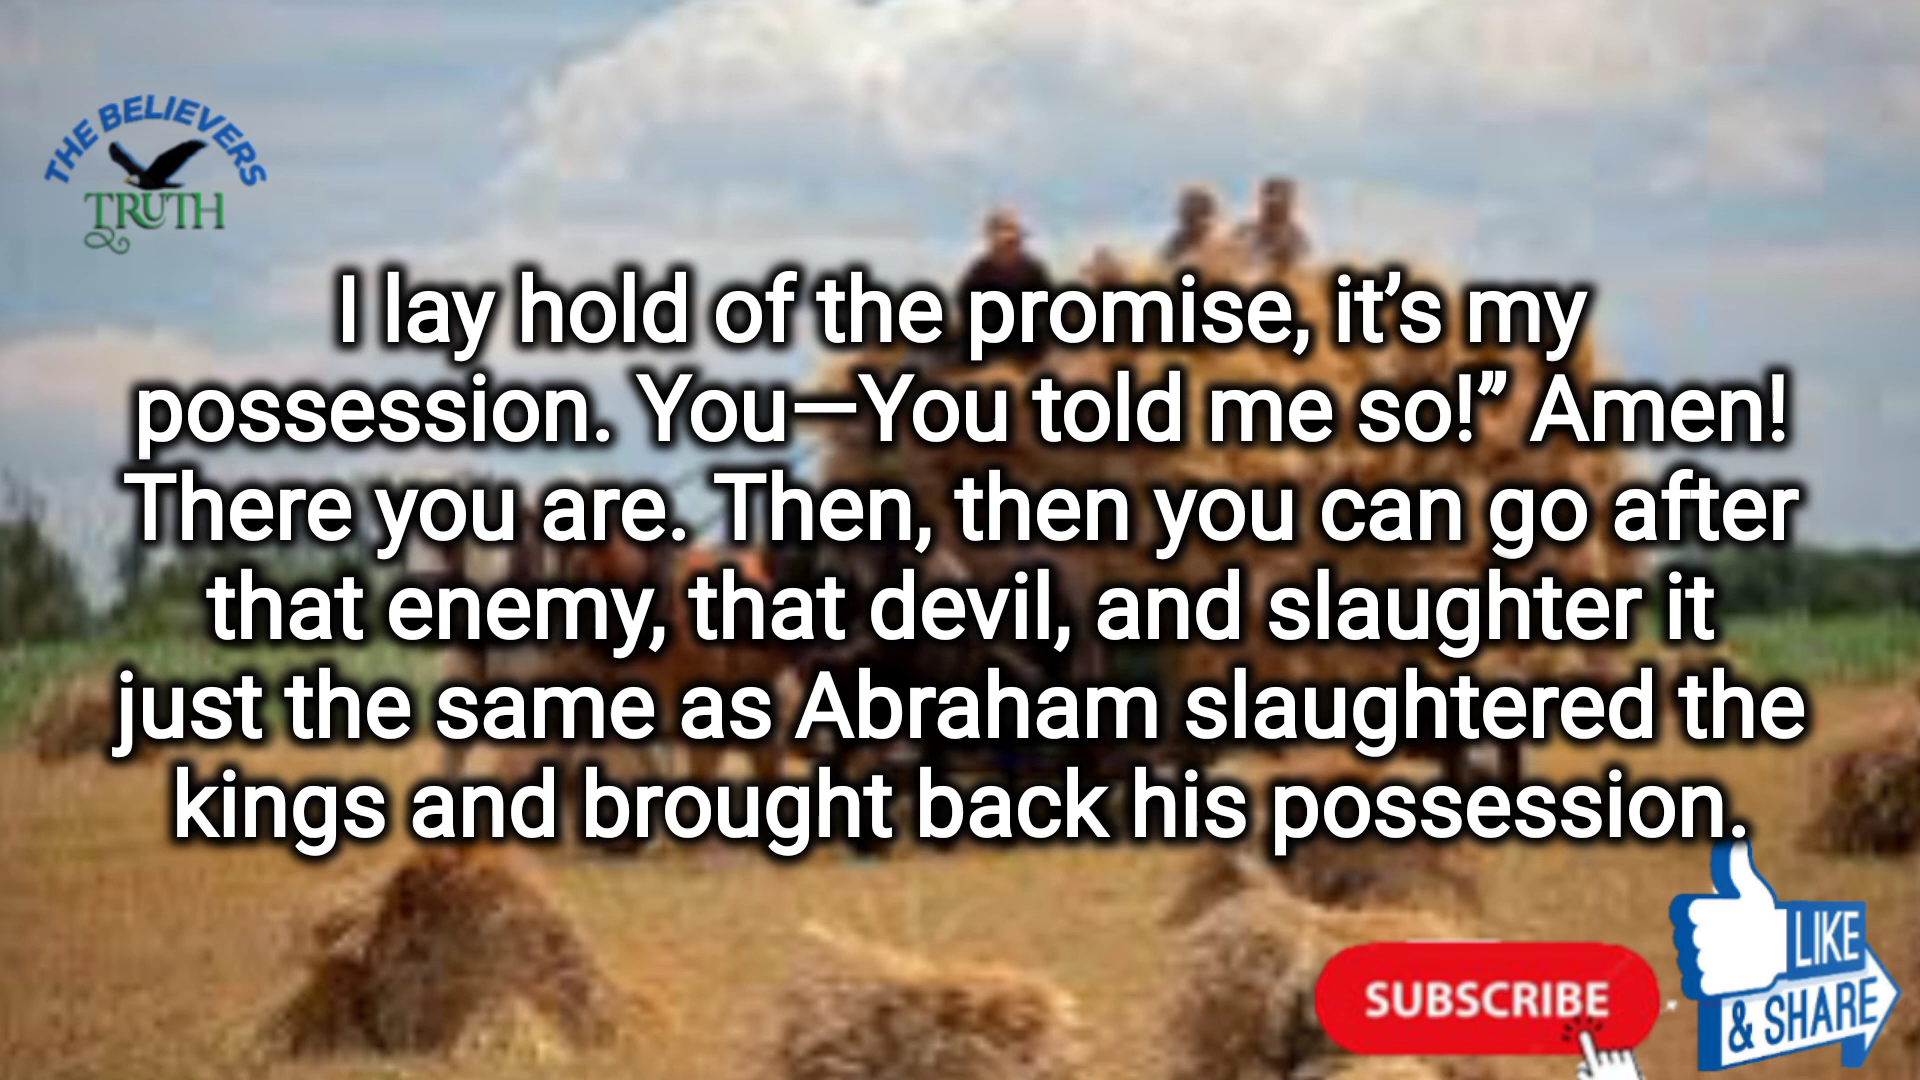 THE BELIEVERS
TRUTH
I lay hold of the promise, it’s my
possession. You—You told me so!” Amen!
There you are. Then, then you can go after
that enemy, that devil, and slaughter it
just the same as Abraham slaughtered the
kings and brought back his possession.
SUBSCRIBE
LIKE
& SHARE